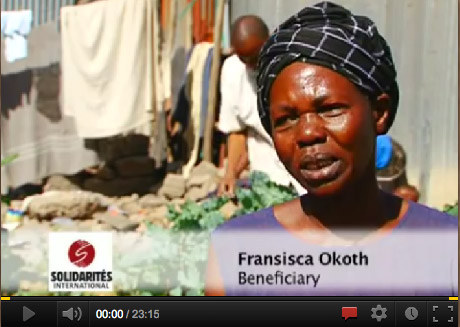 SOLIDARITÉS
INTERNATIONAL
Fransisca Okoth
Beneficiary
00:00 / 23:15